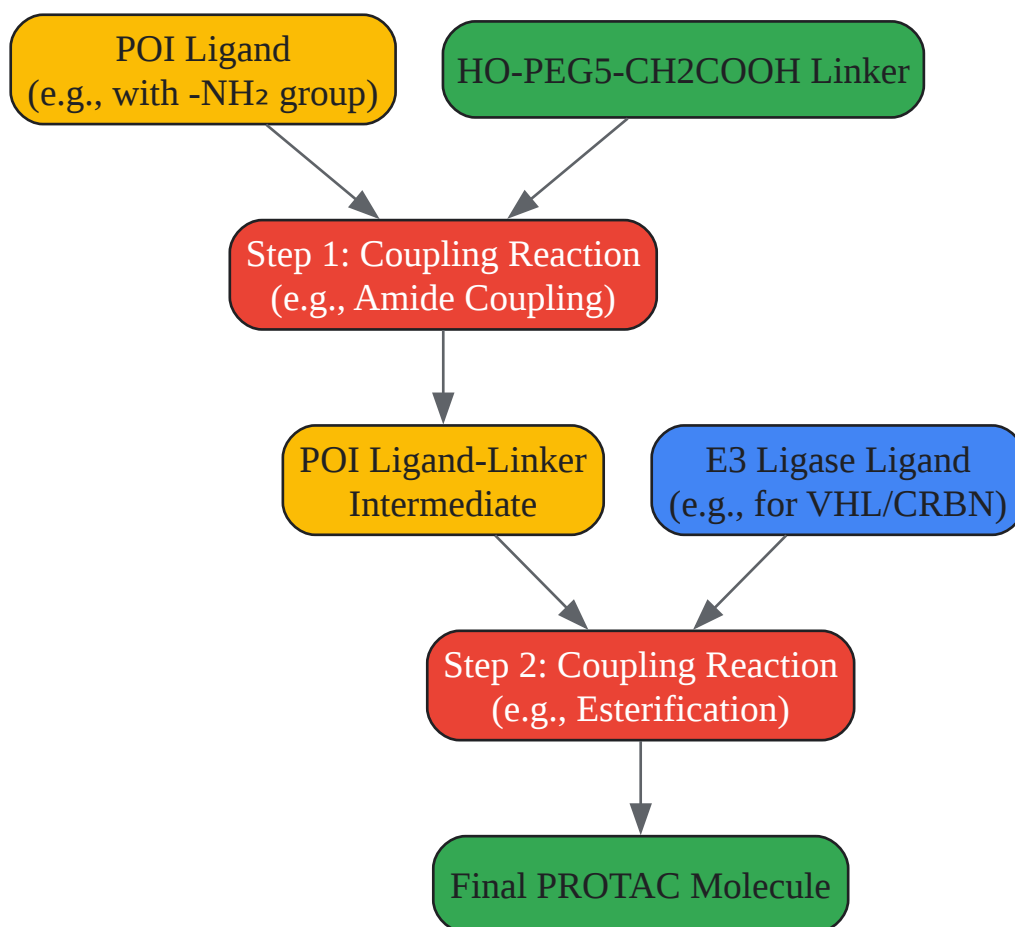 POI Ligand
(e.g., with -NH₂ group)
HO-PEG5-CH2COOH Linker
Step 1: Coupling Reaction
(e.g., Amide Coupling)
POI Ligand-Linker
Intermediate
E3 Ligase Ligand
(e.g., for VHL/CRBN)
Step 2: Coupling Reaction
(e.g., Esterification)
Final PROTAC Molecule